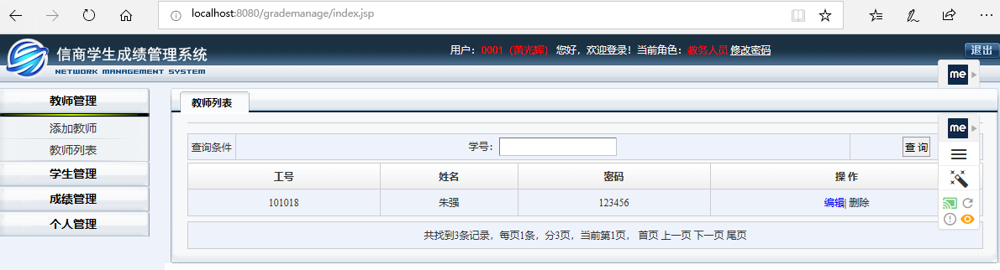 localhost:8080/grademanage/index.jsp
信商学生成绩管理系统
NETWORK MANAGEMENT SYSTEM
用户：0001（黄光辉） 您好，欢迎登录！当前角色：教务人员 修改密码
退出
me
教师管理
添加教师
教师列表
学生管理
成绩管理
个人管理
教师列表
me
查询条件 学号： 查 询
工号 姓名 密码 操 作
101018 朱强 123456 编辑| 删除
共找到3条记录，每页1条，分3页，当前第1页， 首页 上一页 下一页 尾页